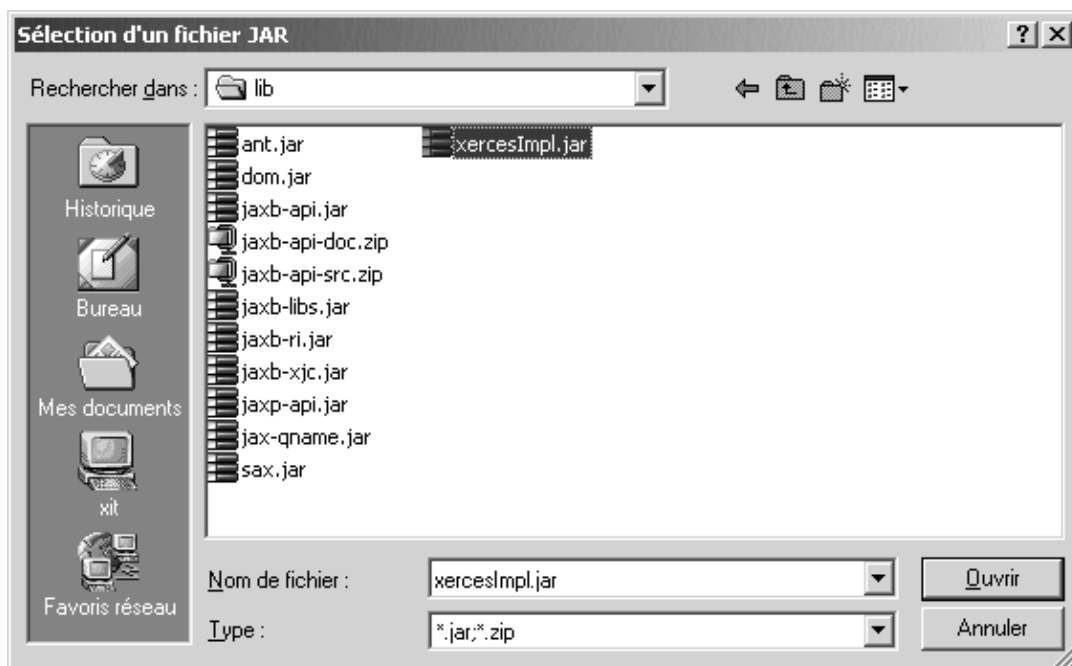 Sélection d'un fichier JAR
Rechercher dans : lib
Historique
Bureau
Mes documents
xit
Favoris réseau
ant.jar
dom.jar
jaxb-api.jar
jaxb-api-doc.zip
jaxb-api-src.zip
jaxb-libs.jar
jaxb-ri.jar
jaxb-xjc.jar
jaxp-api.jar
jax-qname.jar
sax.jar
xercesImpl.jar
Nom de fichier : xercesImpl.jar Ouvrir
Type : *.jar;*.zip Annuler